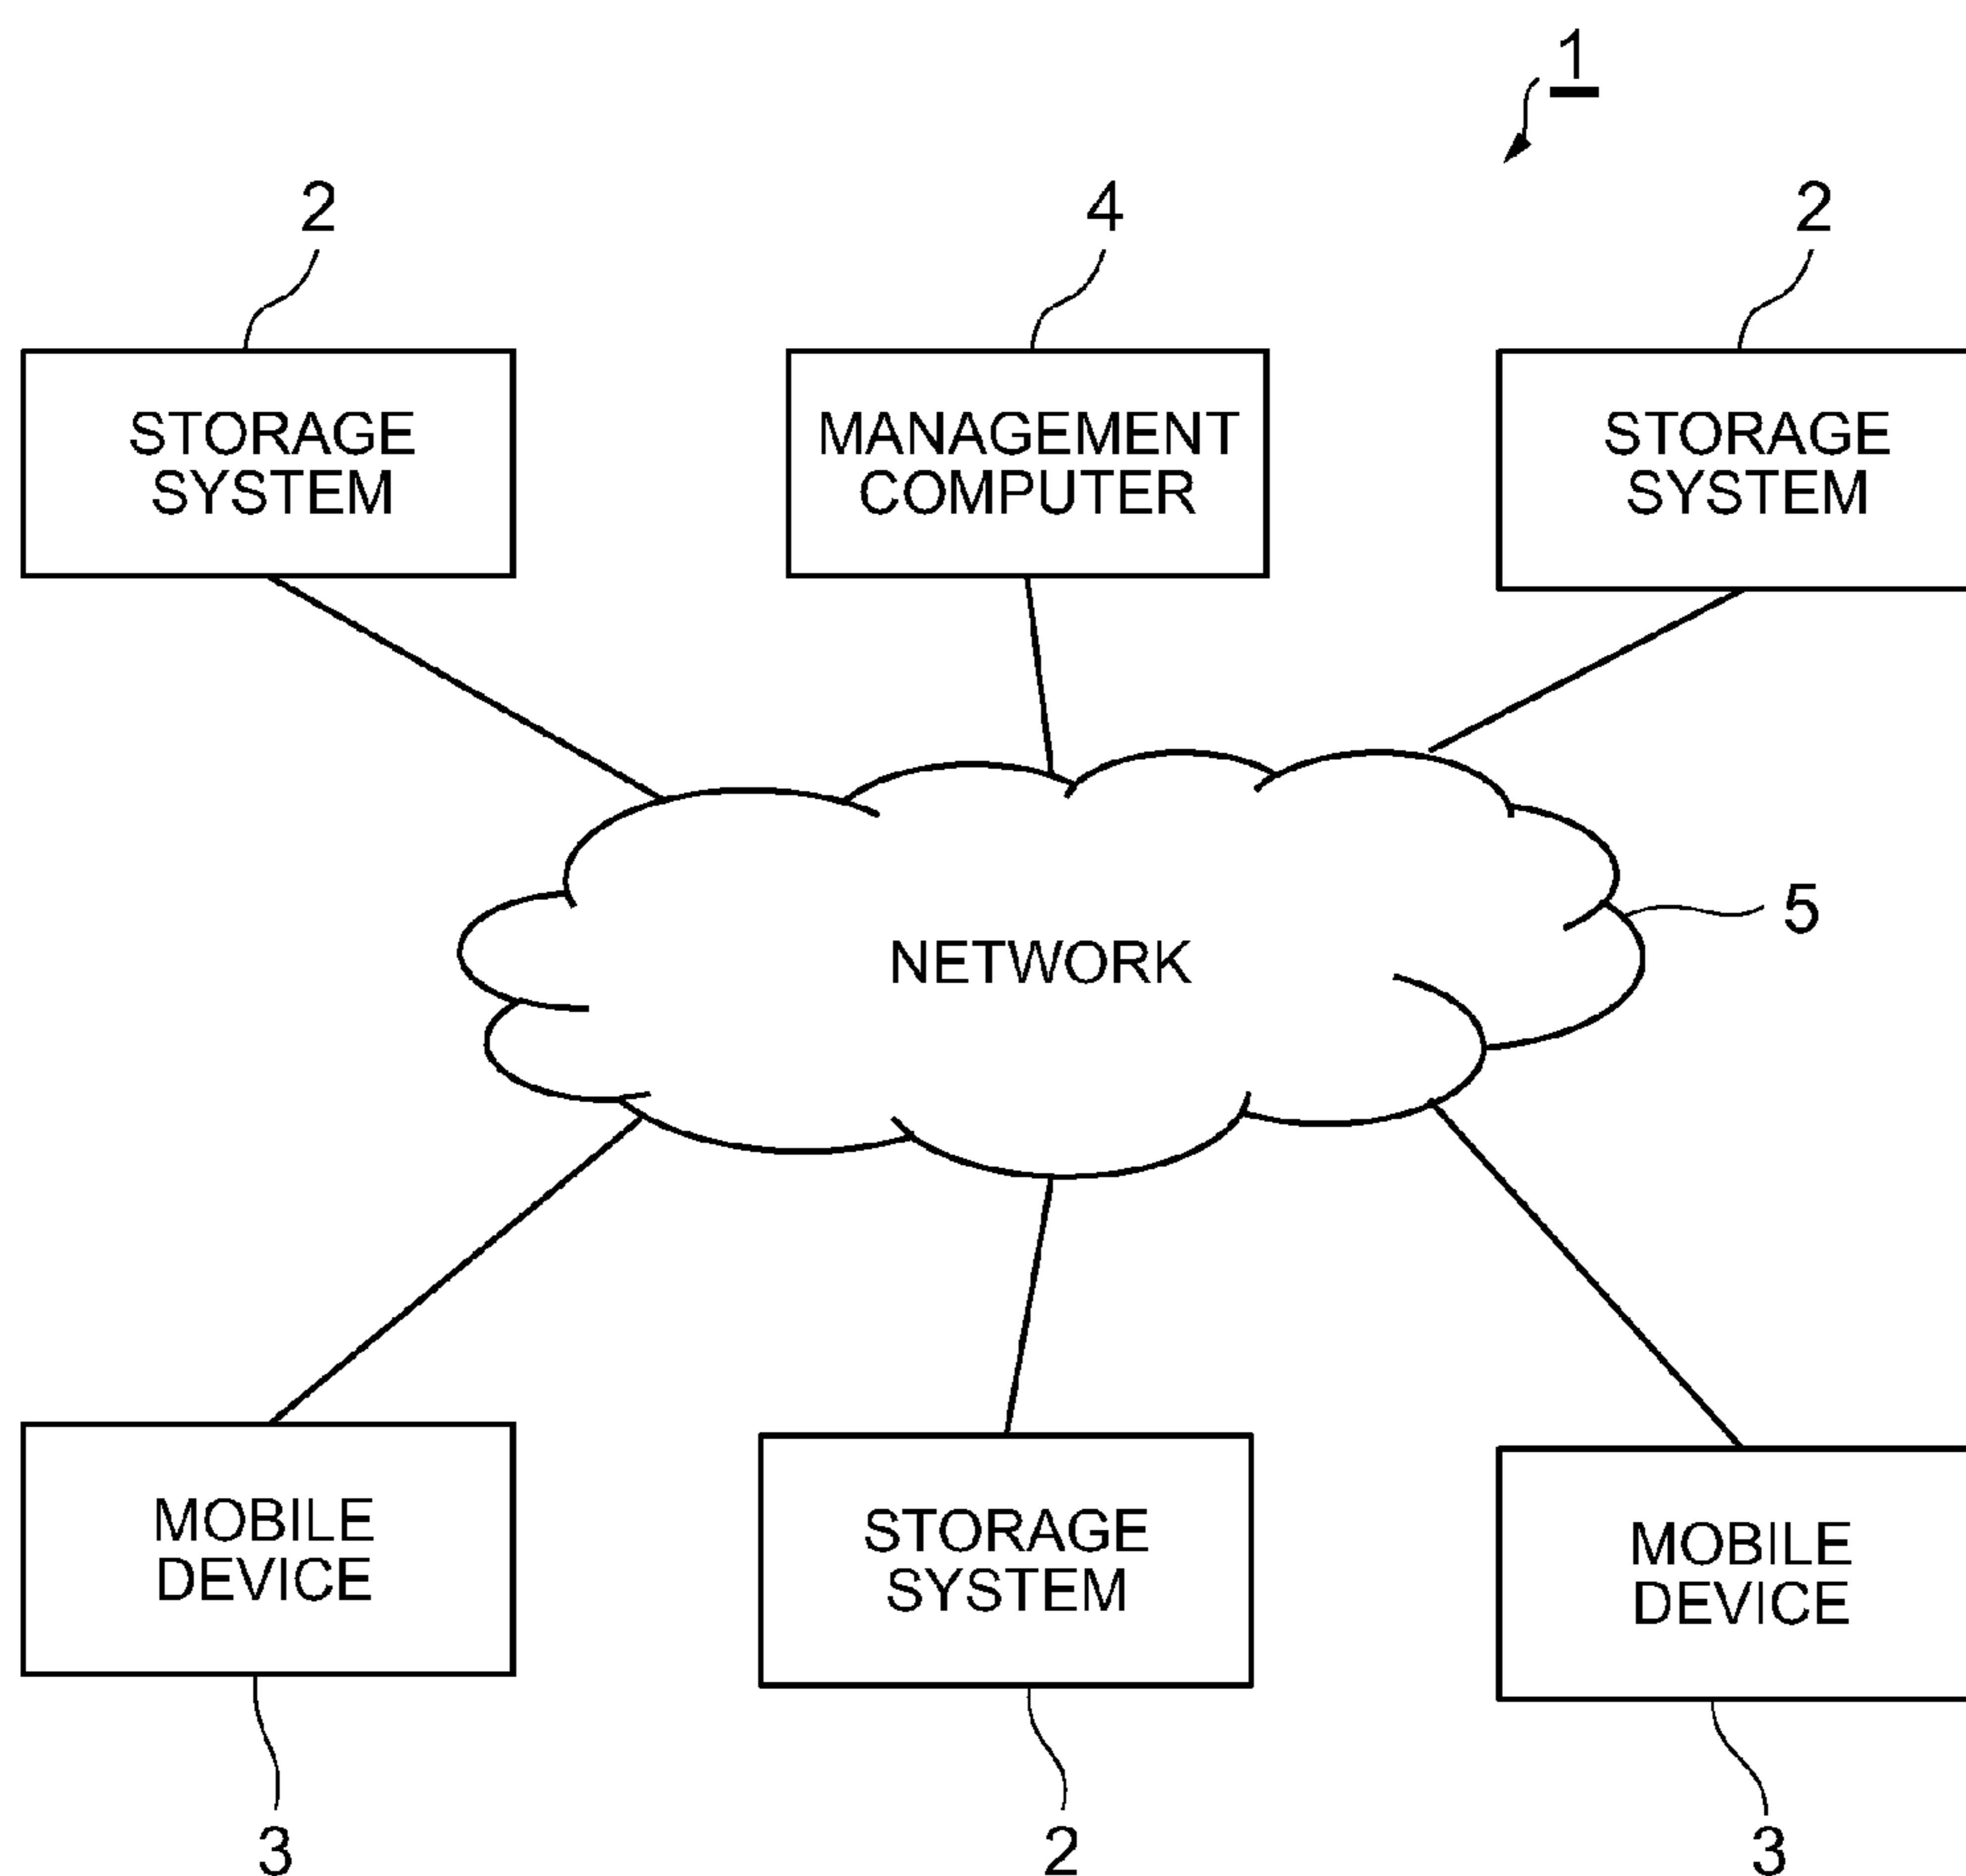 1
2
4
2
STORAGE
SYSTEM
MANAGEMENT
COMPUTER
STORAGE
SYSTEM
NETWORK
5
MOBILE
DEVICE
STORAGE
SYSTEM
MOBILE
DEVICE
3
2
3